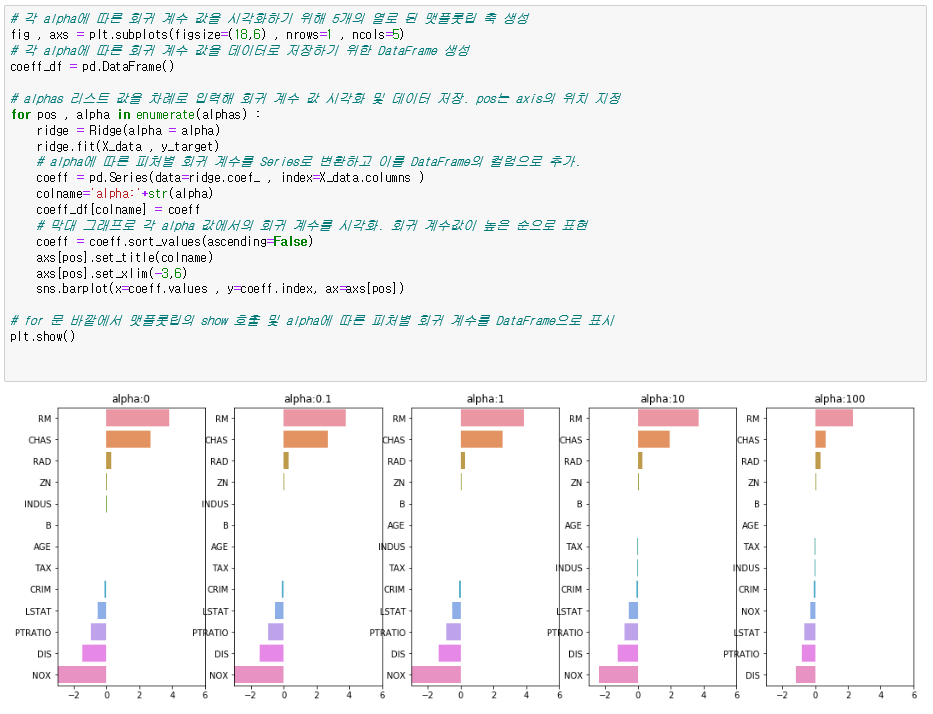 # 각 alpha에 따른 회귀 계수 값을 시각화하기 위해 5개의 열로 된 맷플롯립 축 생성
fig , axs = plt.subplots(figsize=(18,6) , nrows=1 , ncols=5)
# 각 alpha에 따른 회귀 계수 값을 데이터로 저장하기 위한 DataFrame 생성
coeff_df = pd.DataFrame()
# alphas 리스트 값을 차례로 입력해 회귀 계수 값 시각화 및 데이터 저장. pos는 axis의 위치 지정
for pos , alpha in enumerate(alphas) :
    ridge = Ridge(alpha = alpha)
    ridge.fit(X_data , y_target)
    # alpha에 따른 피처별 회귀 계수를 Series로 변환하고 이를 DataFrame의 컬럼으로 추가.
    coeff = pd.Series(data=ridge.coef_ , index=X_data.columns )
    colname='alpha:'+str(alpha)
    coeff_df[colname] = coeff
    # 막대 그래프로 각 alpha 값에서의 회귀 계수를 시각화. 회귀 계수값이 높은 순으로 표현
    coeff = coeff.sort_values(ascending=False)
    axs[pos].set_title(colname)
    axs[pos].set_xlim(-3,6)
    sns.barplot(x=coeff.values , y=coeff.index, ax=axs[pos])
# for 문 바깥에서 맷플롯립의 show 호출 및 alpha에 따른 피처별 회귀 계수를 DataFrame으로 표시
plt.show()
alpha:0 alpha:0.1 alpha:1 alpha:10 alpha:100
RM RM RM RM RM
CHAS CHAS CHAS CHAS CHAS
RAD RAD RAD RAD RAD
ZN ZN ZN ZN ZN
INDUS INDUS B B B
B B AGE AGE AGE
AGE AGE INDUS TAX TAX
TAX TAX TAX INDUS INDUS
CRIM CRIM CRIM CRIM CRIM
LSTAT LSTAT LSTAT LSTAT NOX
PTRATIO PTRATIO PTRATIO PTRATIO LSTAT
DIS DIS DIS DIS PTRATIO
NOX NOX NOX NOX DIS
−2 0 2 4 6 −2 0 2 4 6 −2 0 2 4 6 −2 0 2 4 6 −2 0 2 4 6